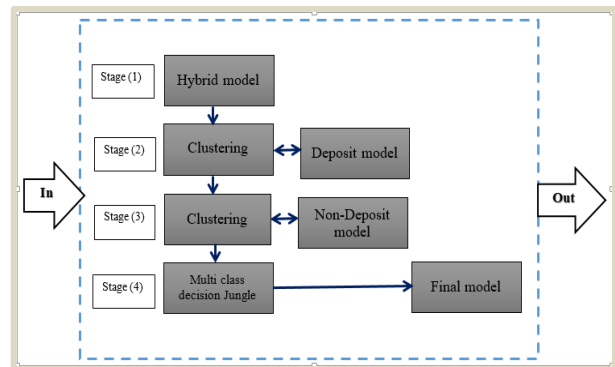 Stage (1)
Hybrid model
Stage (2)
Clustering
Deposit model
In
Out
Stage (3)
Clustering
Non-Deposit
model
Stage (4)
Multi class
decision Jungle
Final model